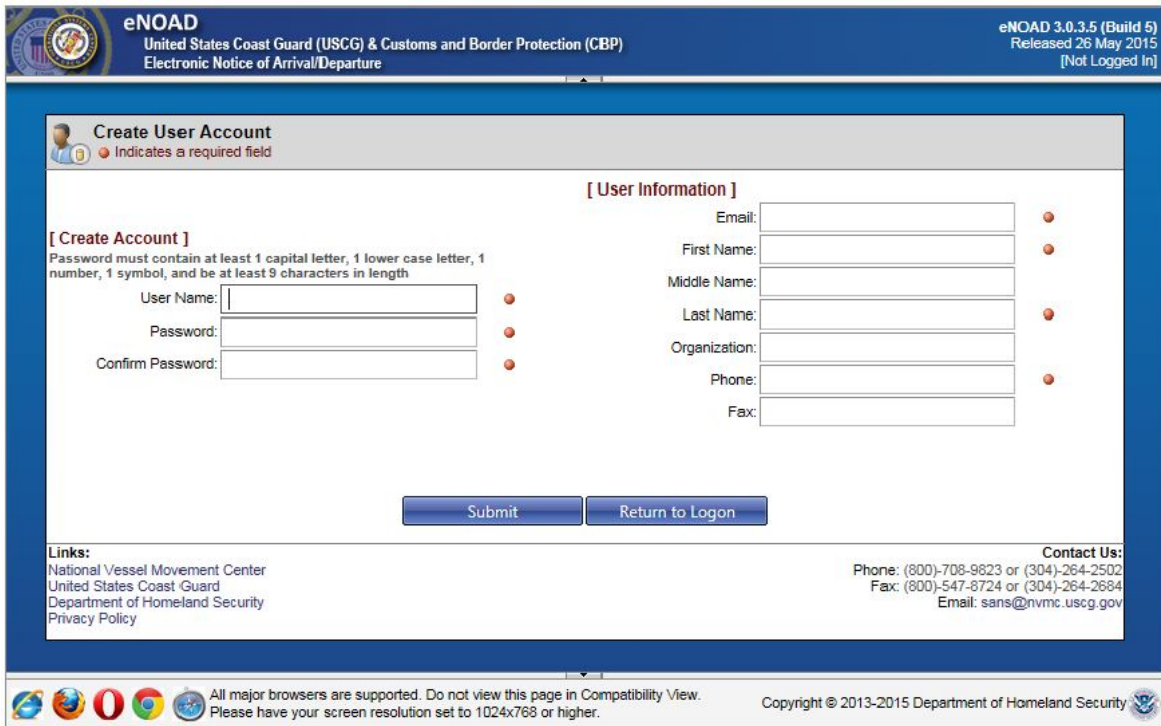 eNOAD
United States Coast Guard (USCG) & Customs and Border Protection (CBP)
Electronic Notice of Arrival/Departure
eNOAD 3.0.3.5 (Build 5)
Released 26 May 2015
[Not Logged In]
Create User Account
Indicates a required field
[ Create Account ]
Password must contain at least 1 capital letter, 1 lower case letter, 1
number, 1 symbol, and be at least 9 characters in length
User Name:
Password:
Confirm Password:
[ User Information ]
Email:
First Name:
Middle Name:
Last Name:
Organization:
Phone:
Fax:
Submit
Return to Logon
Links:
National Vessel Movement Center
United States Coast Guard
Department of Homeland Security
Privacy Policy
Contact Us:
Phone: (800)-708-9823 or (304)-264-2502
Fax: (800)-547-8724 or (304)-264-2684
Email: sans@nvmc.uscg.gov
All major browsers are supported. Do not view this page in Compatibility View.
Please have your screen resolution set to 1024x768 or higher.
Copyright © 2013-2015 Department of Homeland Security